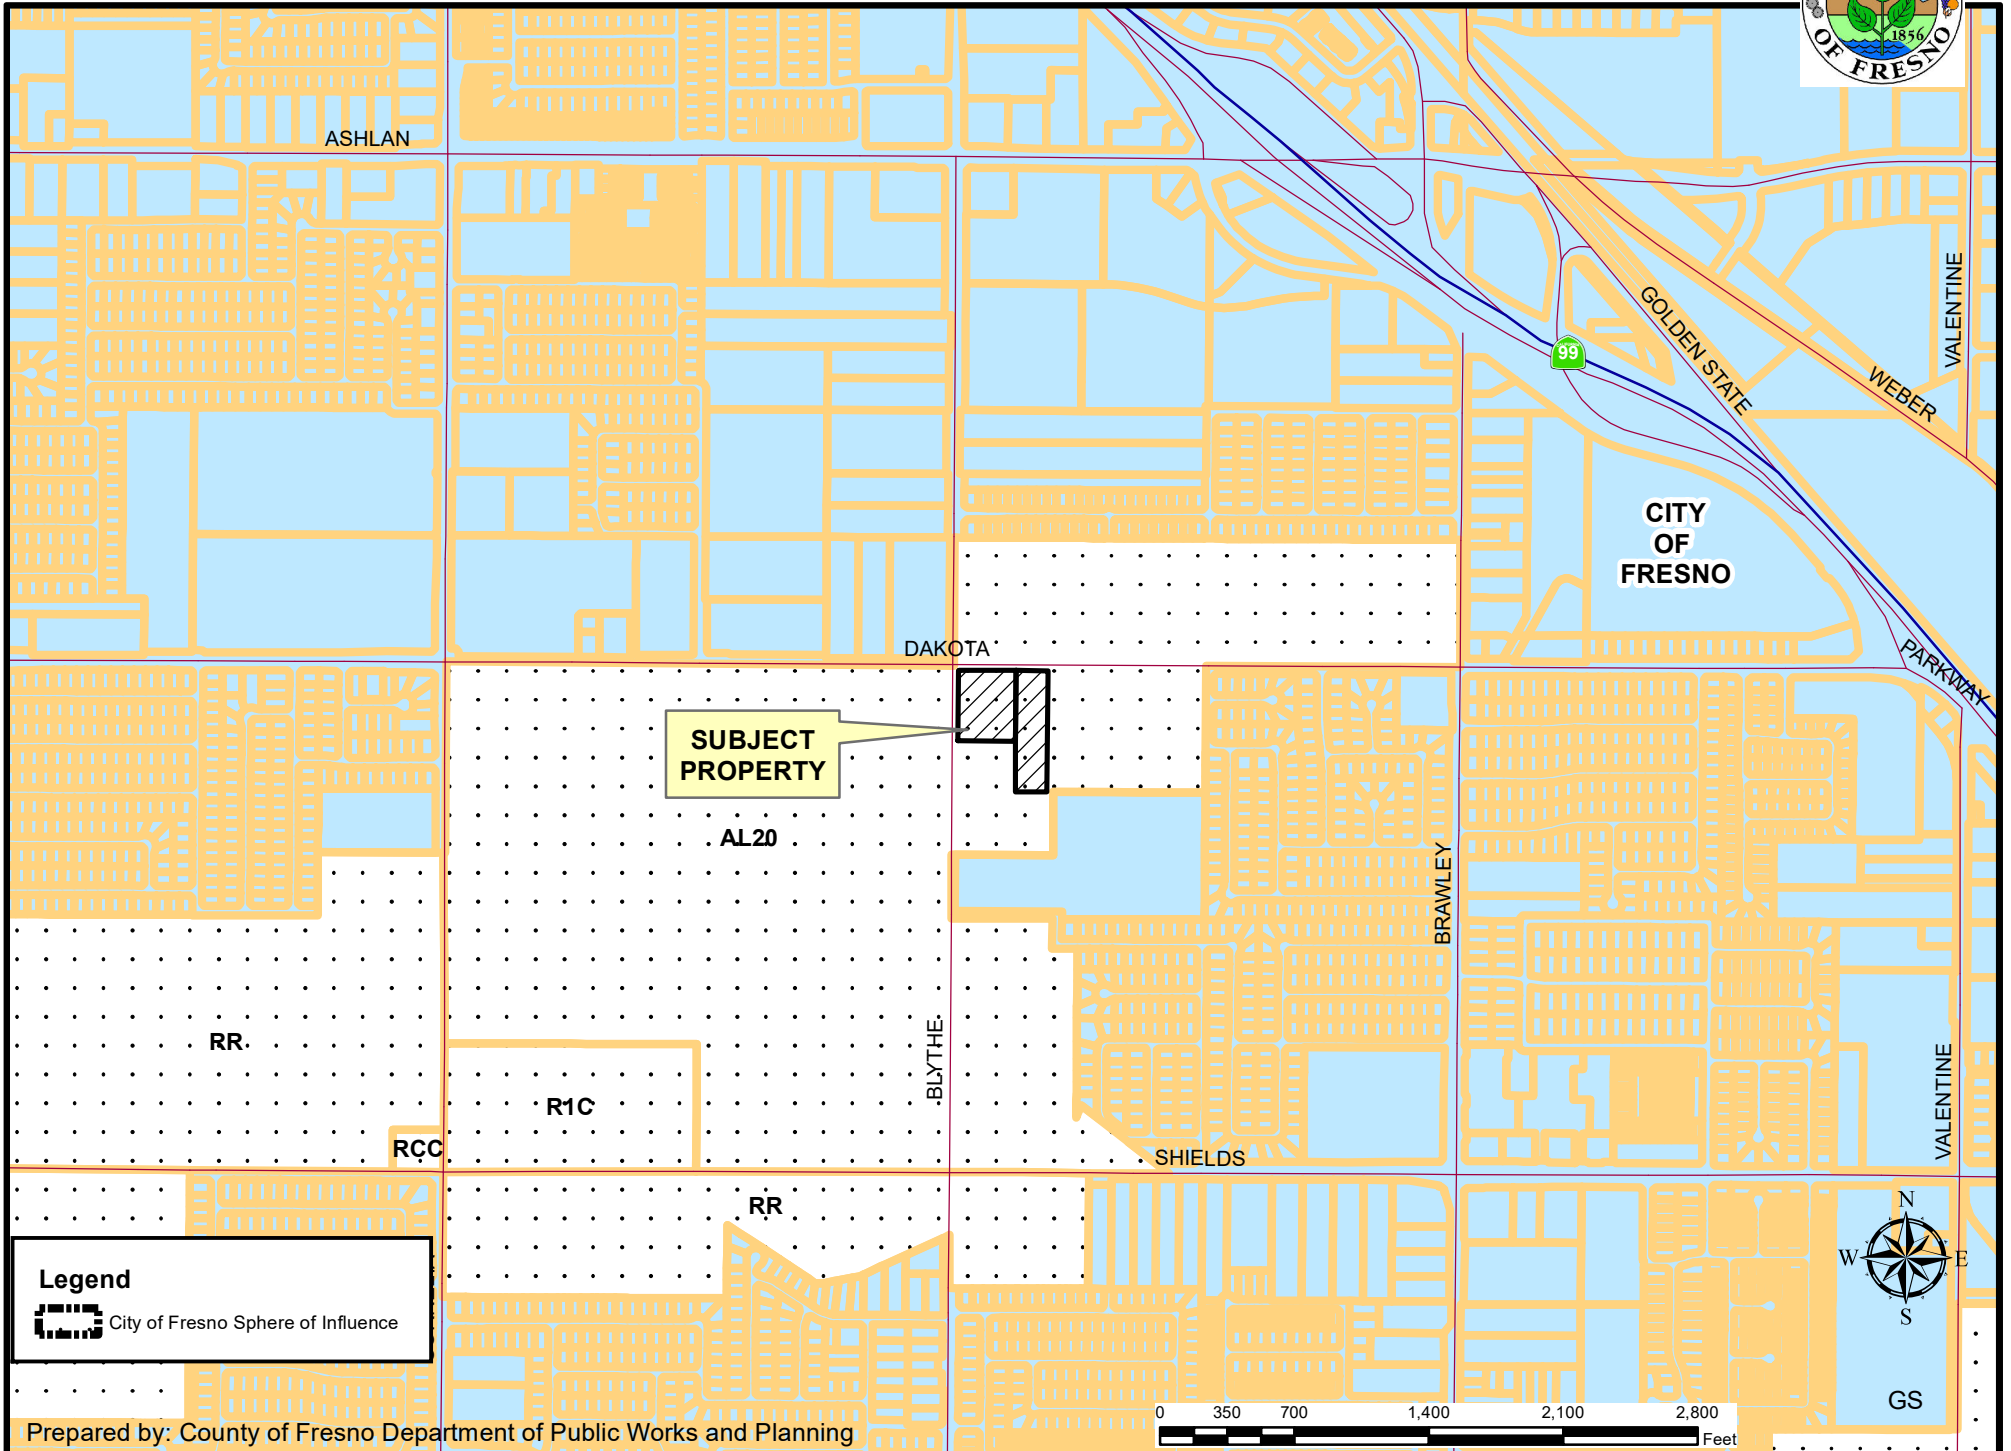 1856
OF FRESNO
ASHLAN
VALENTINE
GOLDEN STATE
99
WEBER
CITY
OF
FRESNO
DAKOTA
PARKWAY
SUBJECT
PROPERTY
AL20
BRAWLEY
RR
BLYTHE
R1C
VALENTINE
RCC
SHIELDS
RR
N
W
E
S
Legend
City of Fresno Sphere of Influence
GS
0 350 700 1,400 2,100 2,800
Feet
Prepared by: County of Fresno Department of Public Works and Planning